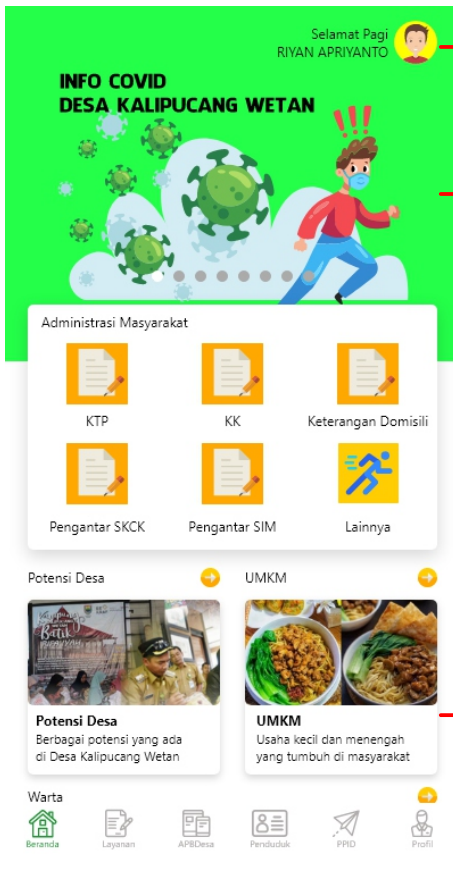 Selamat Pagi
RIYAN APRIYANTO
INFO COVID
DESA KALIPUCANG WETAN
Administrasi Masyarakat
KTP
KK
Keterangan Domisili
Pengantar SKCK
Pengantar SIM
Lainnya
Potensi Desa
UMKM
Batik
Potensi Desa
Berbagai potensi yang ada
di Desa Kalipucang Wetan
UMKM
Usaha kecil dan menengah
yang tumbuh di masyarakat
Warta
Beranda
Layanan
APBDesa
Penduduk
PPID
Profil